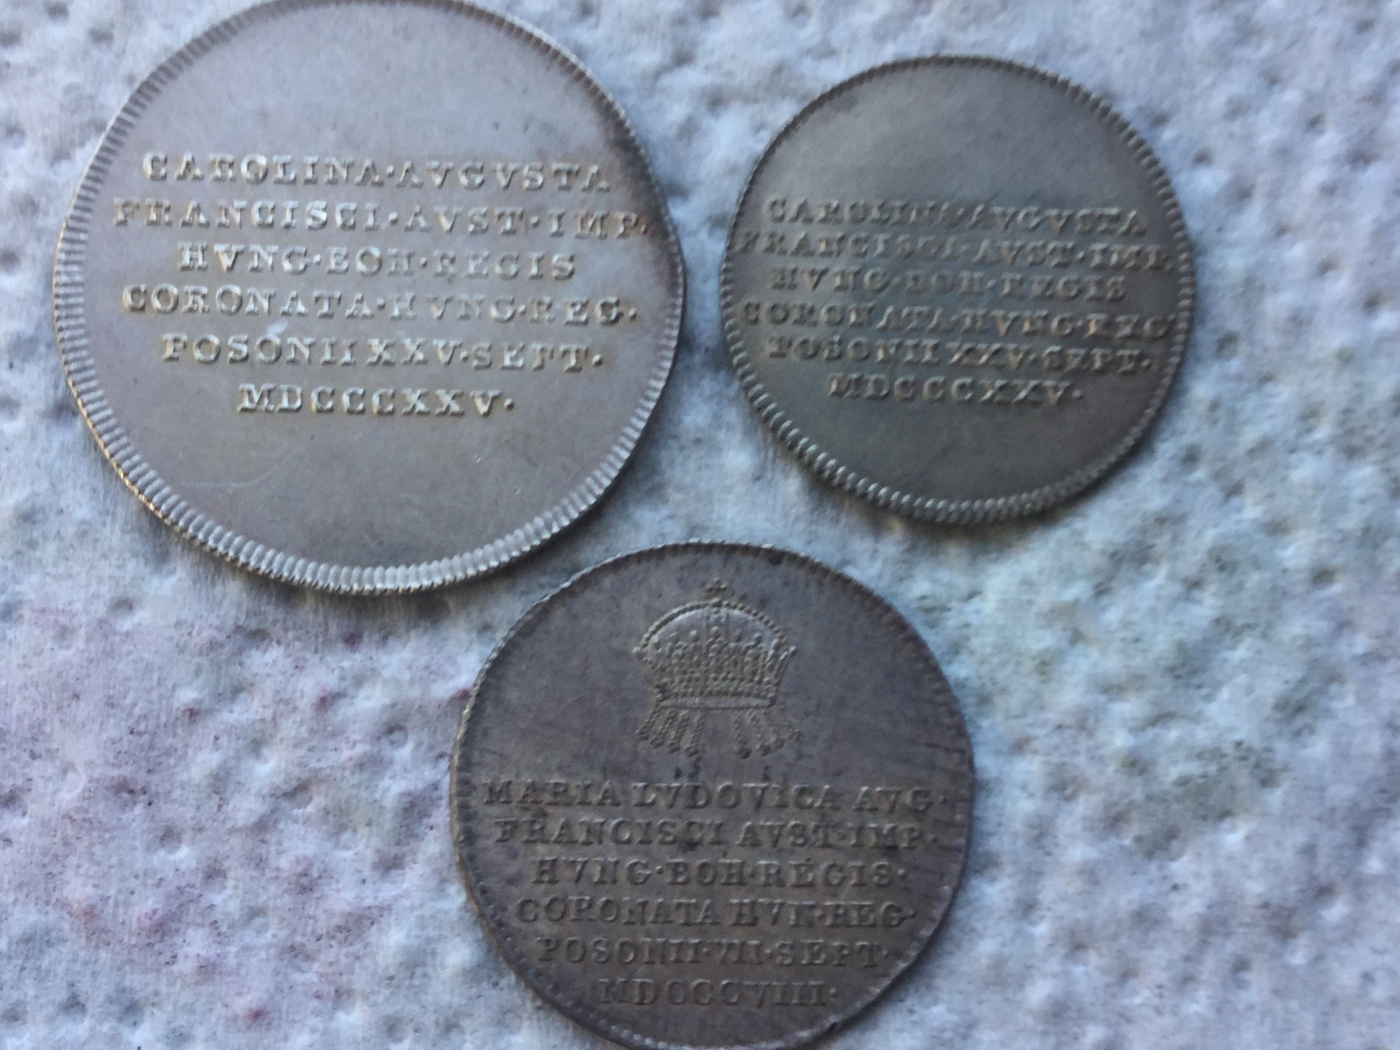 CAROLINA·AVGVSTA
FRANCISCI·AVST·IMP·
HVNG·BOH·REGIS
CORONATA·HVNG·REG·
POSONII XXV·SEPT·
MDCCCXXV·
CAROLINA·AVGVSTA
FRANCISCI·AVST·IMP·
HVNG·BOH·REGIS
CORONATA·HVNG·REG
POSONII XXV·SEPT·
MDCCCXXV·
MARIA LVDOVICA AVG·
FRANCISCI AVST·IMP·
HVNG·BOH·REGIS·
CORONATA HVN·REG·
POSONII·VII·SEPT·
MDCCCVIII·